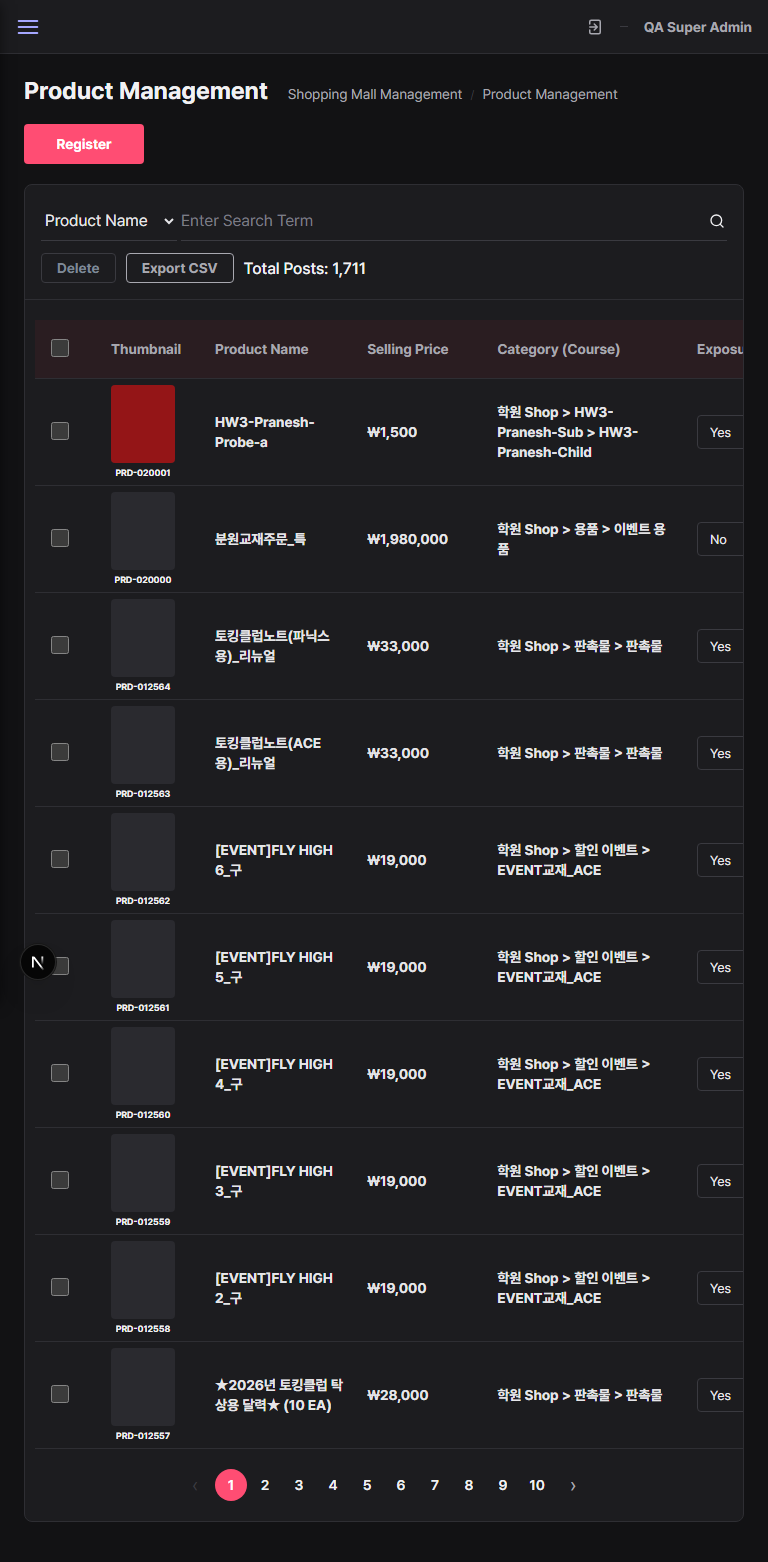 QA Super Admin
Product Management
Shopping Mall Management / Product Management
Register
Product Name Enter Search Term
Delete Export CSV Total Posts: 1,711
Thumbnail Product Name Selling Price Category (Course) Exposu
HW3-Pranesh-
Probe-a
₩1,500
학원 Shop > HW3-
Pranesh-Sub > HW3-
Pranesh-Child
Yes
PRD-020001
분원교재주문_특
₩1,980,000
학원 Shop > 용품 > 이벤트 용
품
No
PRD-020000
토킹클럽노트(파닉스
용)_리뉴얼
₩33,000
학원 Shop > 판촉물 > 판촉물
Yes
PRD-012564
토킹클럽노트(ACE
용)_리뉴얼
₩33,000
학원 Shop > 판촉물 > 판촉물
Yes
PRD-012563
[EVENT]FLY HIGH
6_구
₩19,000
학원 Shop > 할인 이벤트 >
EVENT교재_ACE
Yes
PRD-012562
N
[EVENT]FLY HIGH
5_구
₩19,000
학원 Shop > 할인 이벤트 >
EVENT교재_ACE
Yes
PRD-012561
[EVENT]FLY HIGH
4_구
₩19,000
학원 Shop > 할인 이벤트 >
EVENT교재_ACE
Yes
PRD-012560
[EVENT]FLY HIGH
3_구
₩19,000
학원 Shop > 할인 이벤트 >
EVENT교재_ACE
Yes
PRD-012559
[EVENT]FLY HIGH
2_구
₩19,000
학원 Shop > 할인 이벤트 >
EVENT교재_ACE
Yes
PRD-012558
★2026년 토킹클럽 탁
상용 달력★ (10 EA)
₩28,000
학원 Shop > 판촉물 > 판촉물
Yes
PRD-012557
‹ 1 2 3 4 5 6 7 8 9 10 ›